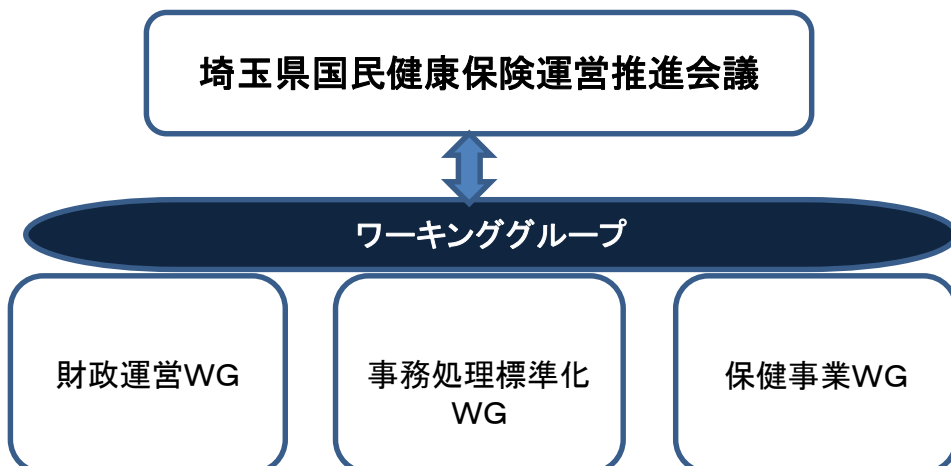 埼玉県国民健康保険運営推進会議
ワーキンググループ
財政運営WG
事務処理標準化
WG
保健事業WG